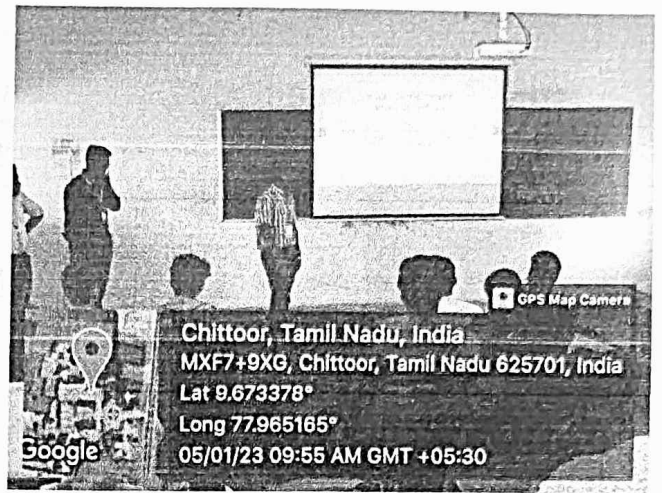 GPS Map Camera
Chittoor, Tamil Nadu, India
MXF7+9XG, Chittoor, Tamil Nadu 625701, India
Lat 9.673378°
Long 77.965165°
05/01/23 09:55 AM GMT +05:30
Google